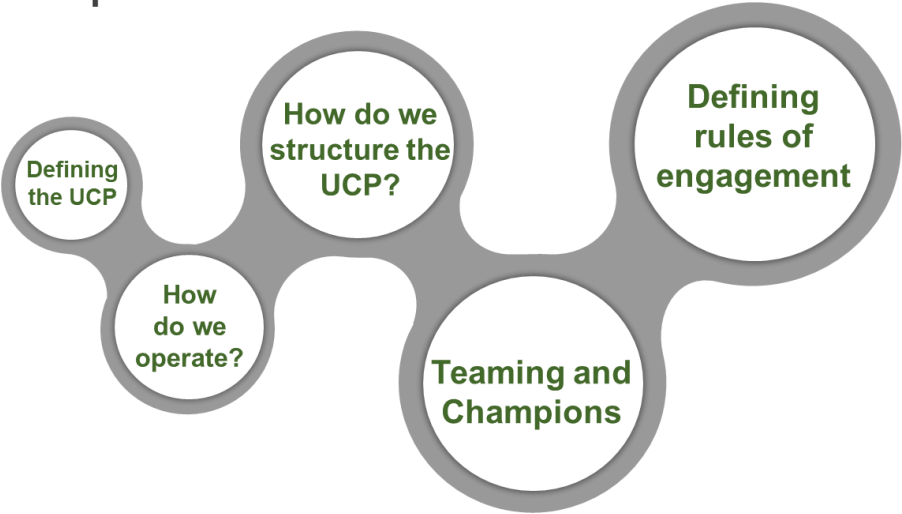 Defining
the UCP
How
do we
operate?
How do we
structure the
UCP?
Teaming and
Champions
Defining
rules of
engagement